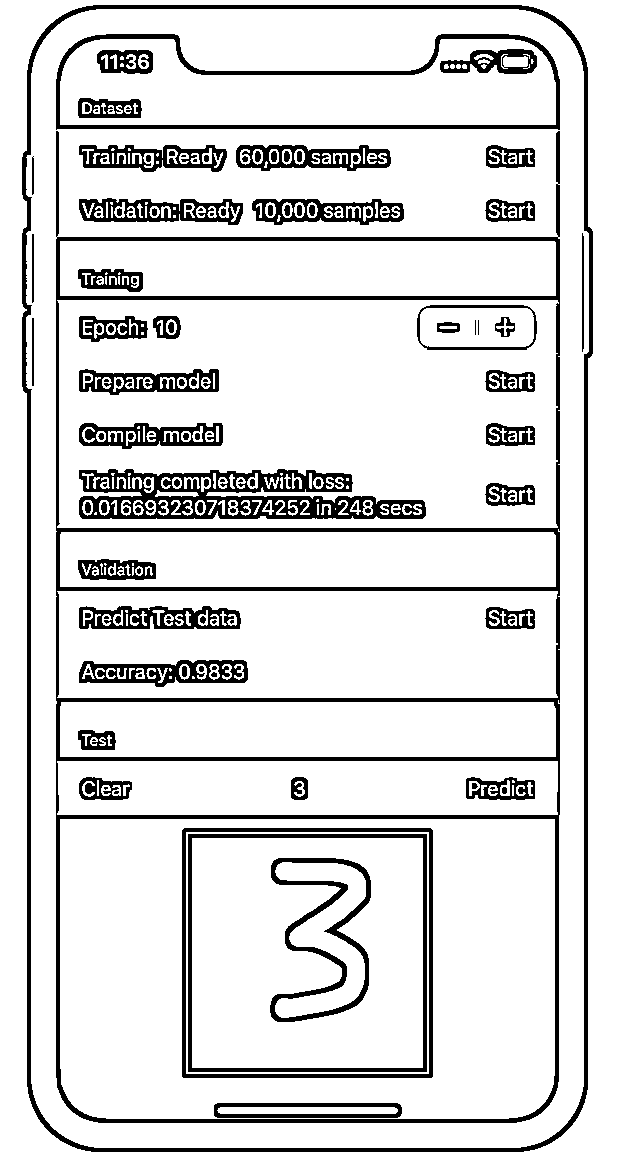 11:36
Dataset
Training: Ready 60,000 samples Start
Validation: Ready 10,000 samples Start
Training
Epoch: 10
Prepare model Start
Compile model Start
Training completed with loss:
0.016693230718374252 in 248 secs Start
Validation
Predict Test data Start
Accuracy: 0.9833
Test
Clear 3 Predict
3